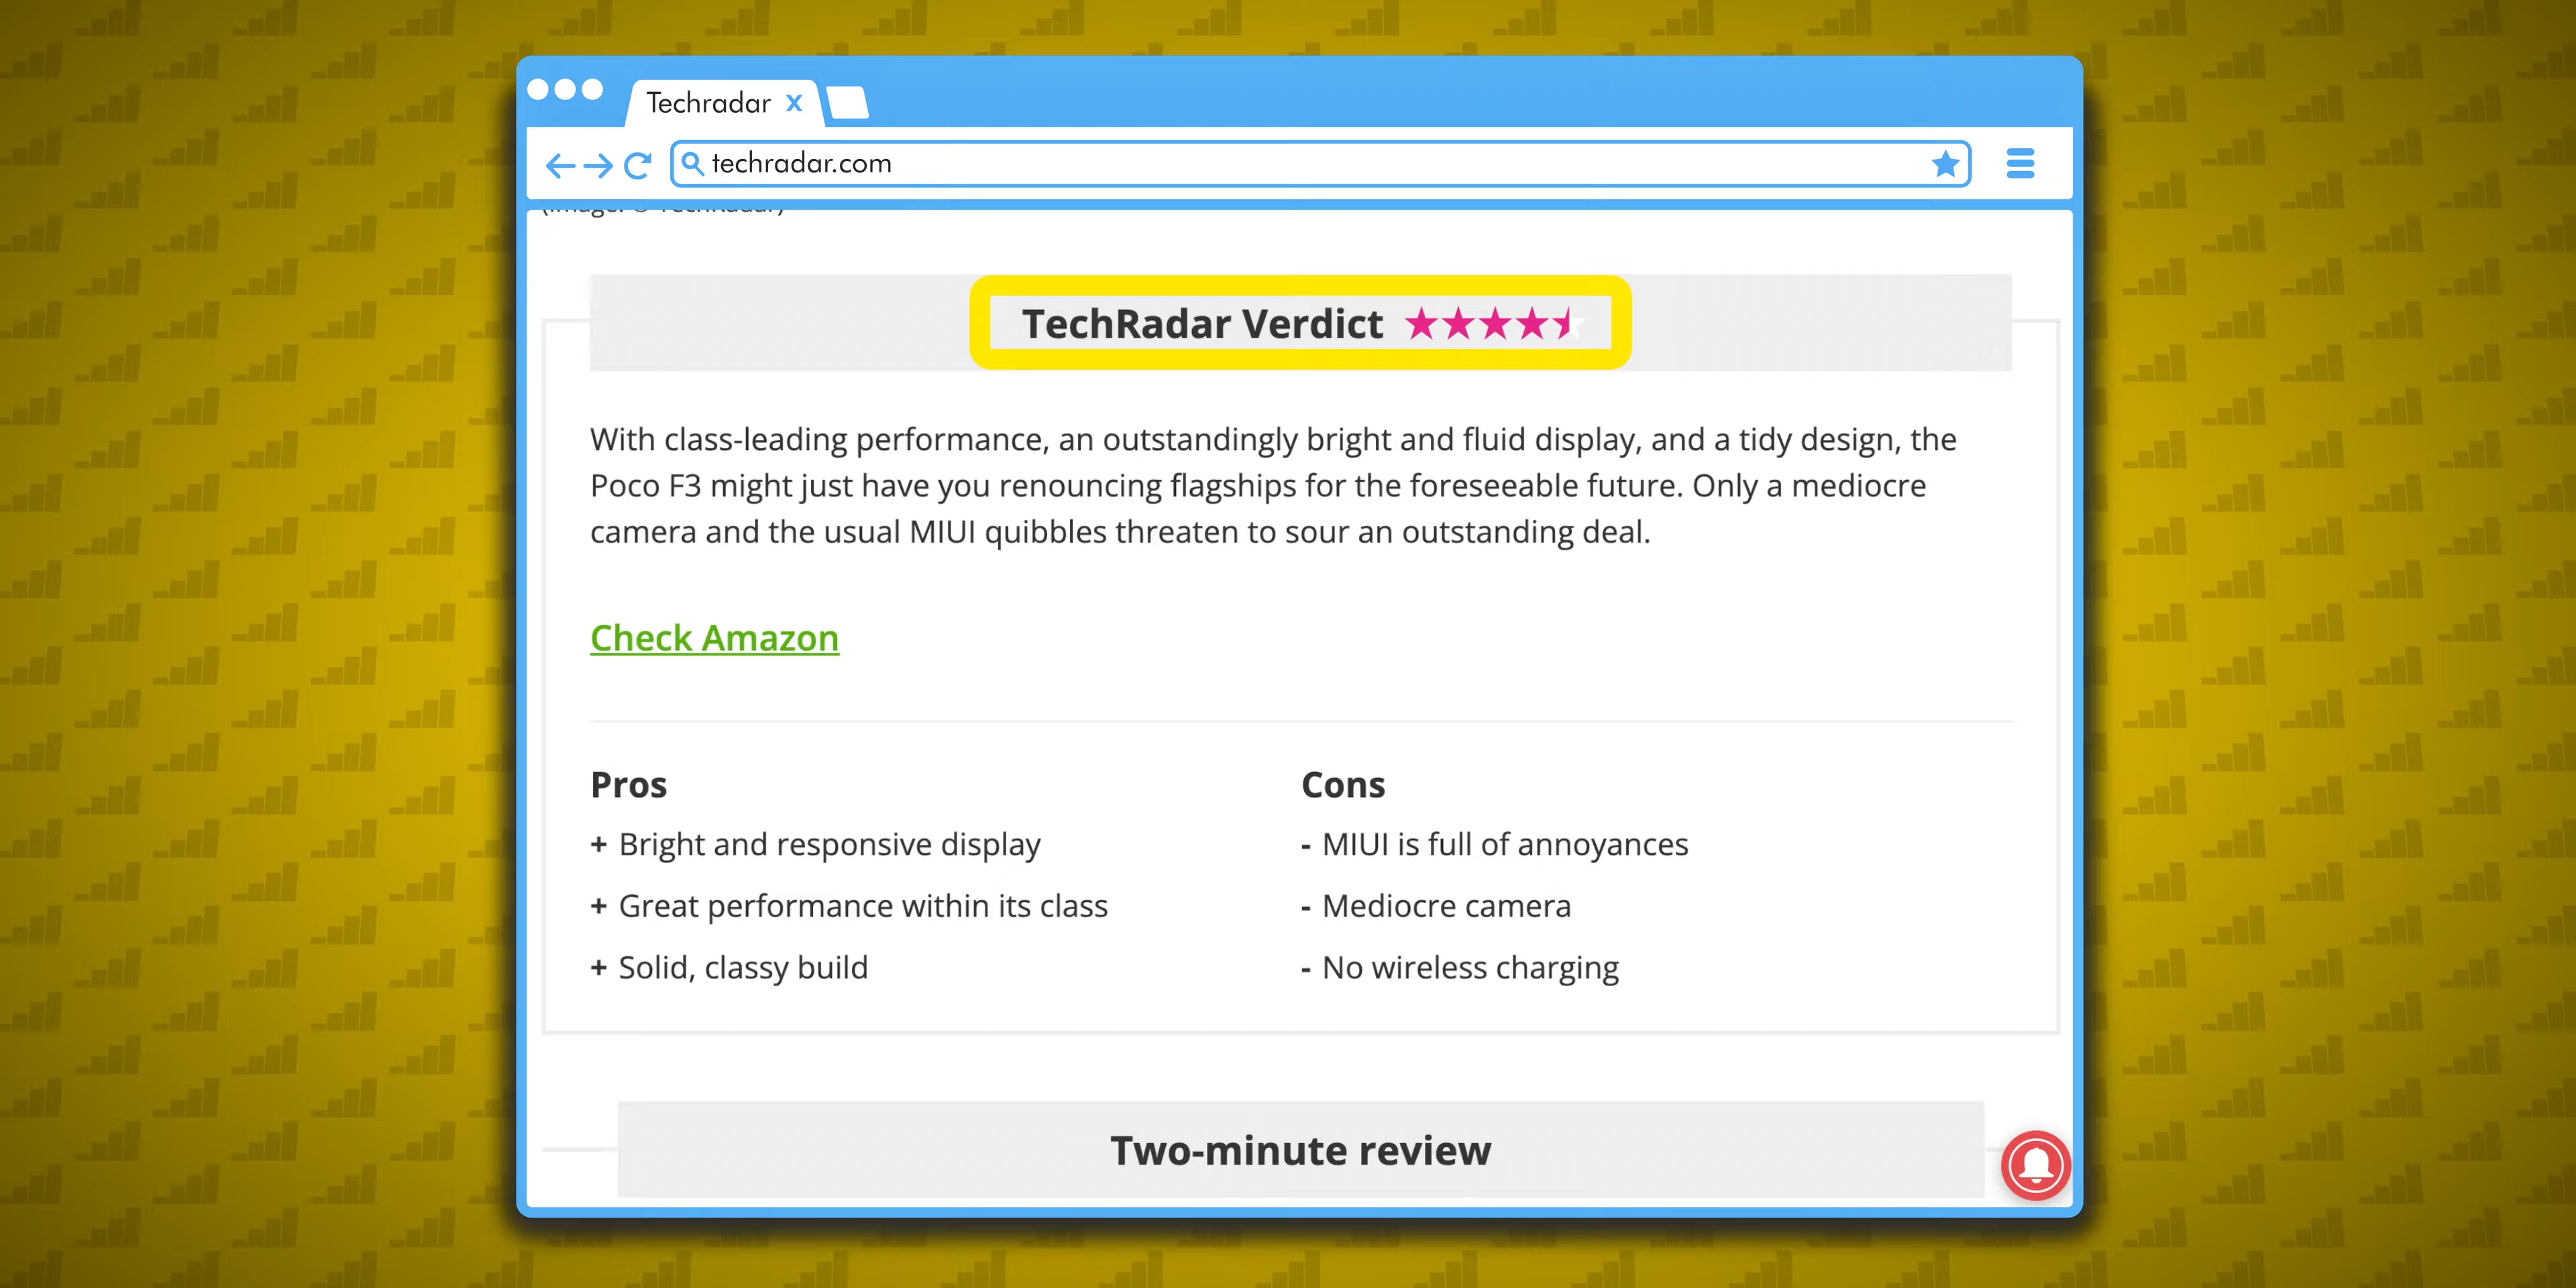 Techradar x
techradar.com
TechRadar Verdict
With class-leading performance, an outstandingly bright and fluid display, and a tidy design, the
Poco F3 might just have you renouncing flagships for the foreseeable future. Only a mediocre
camera and the usual MIUI quibbles threaten to sour an outstanding deal.
Check Amazon
Pros
+ Bright and responsive display
+ Great performance within its class
+ Solid, classy build
Cons
- MIUI is full of annoyances
- Mediocre camera
- No wireless charging
Two-minute review